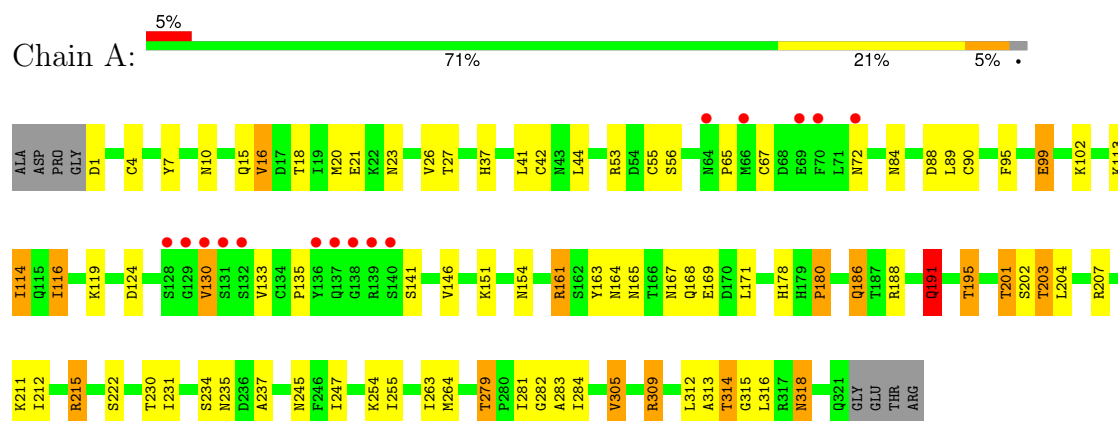 5%
Chain A:
71% 21% 5% •
ALA ASP PRO GLY D1 C4 Y7 N10 Q15 V16 D17 T18 I19 M20 E21 K22 N23 V26 T27 H37 L41 C42 N43 L44 R53 D54 C55 S56 N64 P65 M66 C67 D68 E69 F70 L71 N72 N84 D88 L89 C90 F95 E99 K102 K113
I114 Q115 I116 K119 D124 S128 G129 V130 S131 S132 V133 C134 P135 Y136 Q137 G138 R139 S140 S141 V146 K151 N154 R161 S162 Y163 N164 N165 T166 N167 Q168 E169 D170 L171 H178 H179 P180 Q186 T187 R188 Q191 T195 T201 S202 T203 L204 R207
K211 I212 R215 S222 T230 I231 S234 N235 D236 A237 N245 F246 I247 K254 I255 I263 M264 T279 P280 I281 G282 A283 I284 V305 R309 L312 A313 T314 G315 L316 R317 N318 Q321 GLY GLU THR ARG